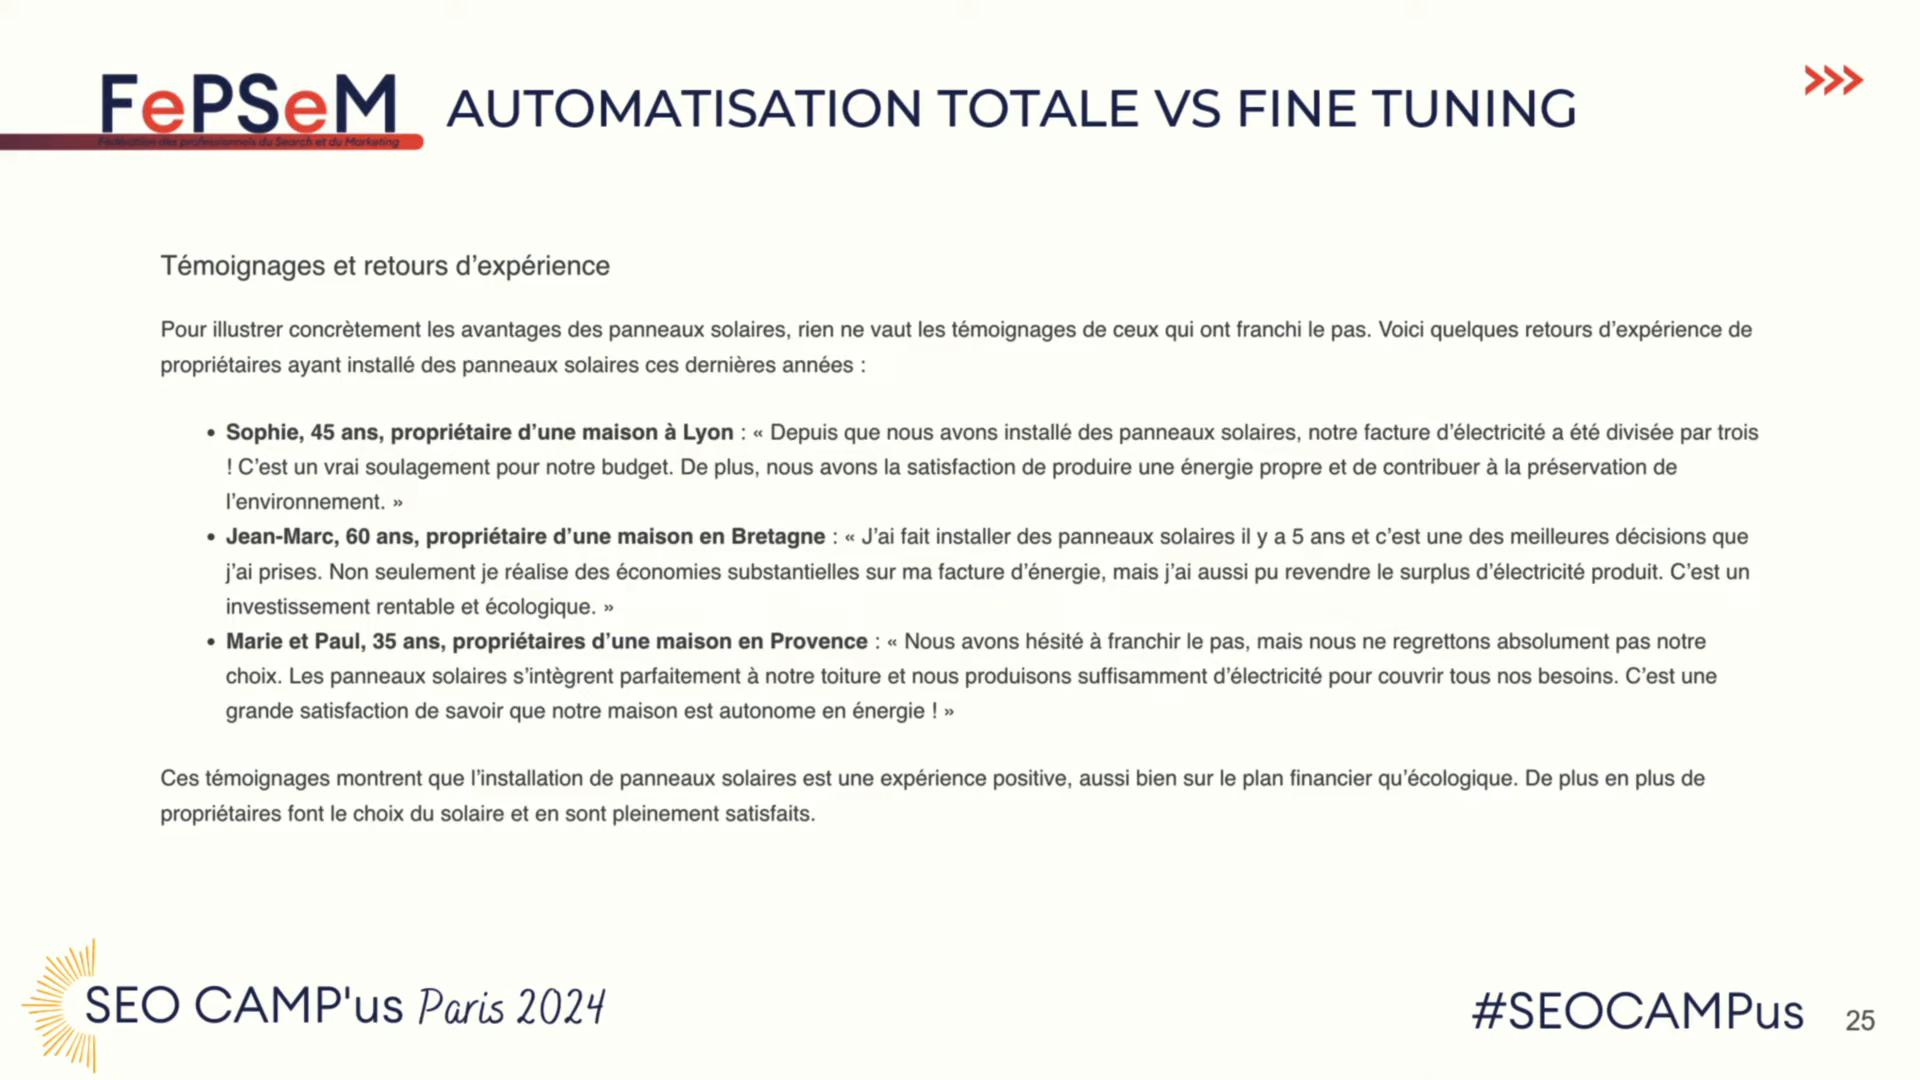 FePSeM
Fédération des professionnels du Search et du Marketing
AUTOMATISATION TOTALE VS FINE TUNING
Témoignages et retours d’expérience
Pour illustrer concrètement les avantages des panneaux solaires, rien ne vaut les témoignages de ceux qui ont franchi le pas. Voici quelques retours d’expérience de
propriétaires ayant installé des panneaux solaires ces dernières années :
• Sophie, 45 ans, propriétaire d’une maison à Lyon : « Depuis que nous avons installé des panneaux solaires, notre facture d’électricité a été divisée par trois
! C’est un vrai soulagement pour notre budget. De plus, nous avons la satisfaction de produire une énergie propre et de contribuer à la préservation de
l’environnement. »
• Jean-Marc, 60 ans, propriétaire d’une maison en Bretagne : « J’ai fait installer des panneaux solaires il y a 5 ans et c’est une des meilleures décisions que
j’ai prises. Non seulement je réalise des économies substantielles sur ma facture d’énergie, mais j’ai aussi pu revendre le surplus d’électricité produit. C’est un
investissement rentable et écologique. »
• Marie et Paul, 35 ans, propriétaires d’une maison en Provence : « Nous avons hésité à franchir le pas, mais nous ne regrettons absolument pas notre
choix. Les panneaux solaires s’intègrent parfaitement à notre toiture et nous produisons suffisamment d’électricité pour couvrir tous nos besoins. C’est une
grande satisfaction de savoir que notre maison est autonome en énergie ! »
Ces témoignages montrent que l’installation de panneaux solaires est une expérience positive, aussi bien sur le plan financier qu’écologique. De plus en plus de
propriétaires font le choix du solaire et en sont pleinement satisfaits.
SEO CAMP'us Paris 2024
#SEOCAMPus
25